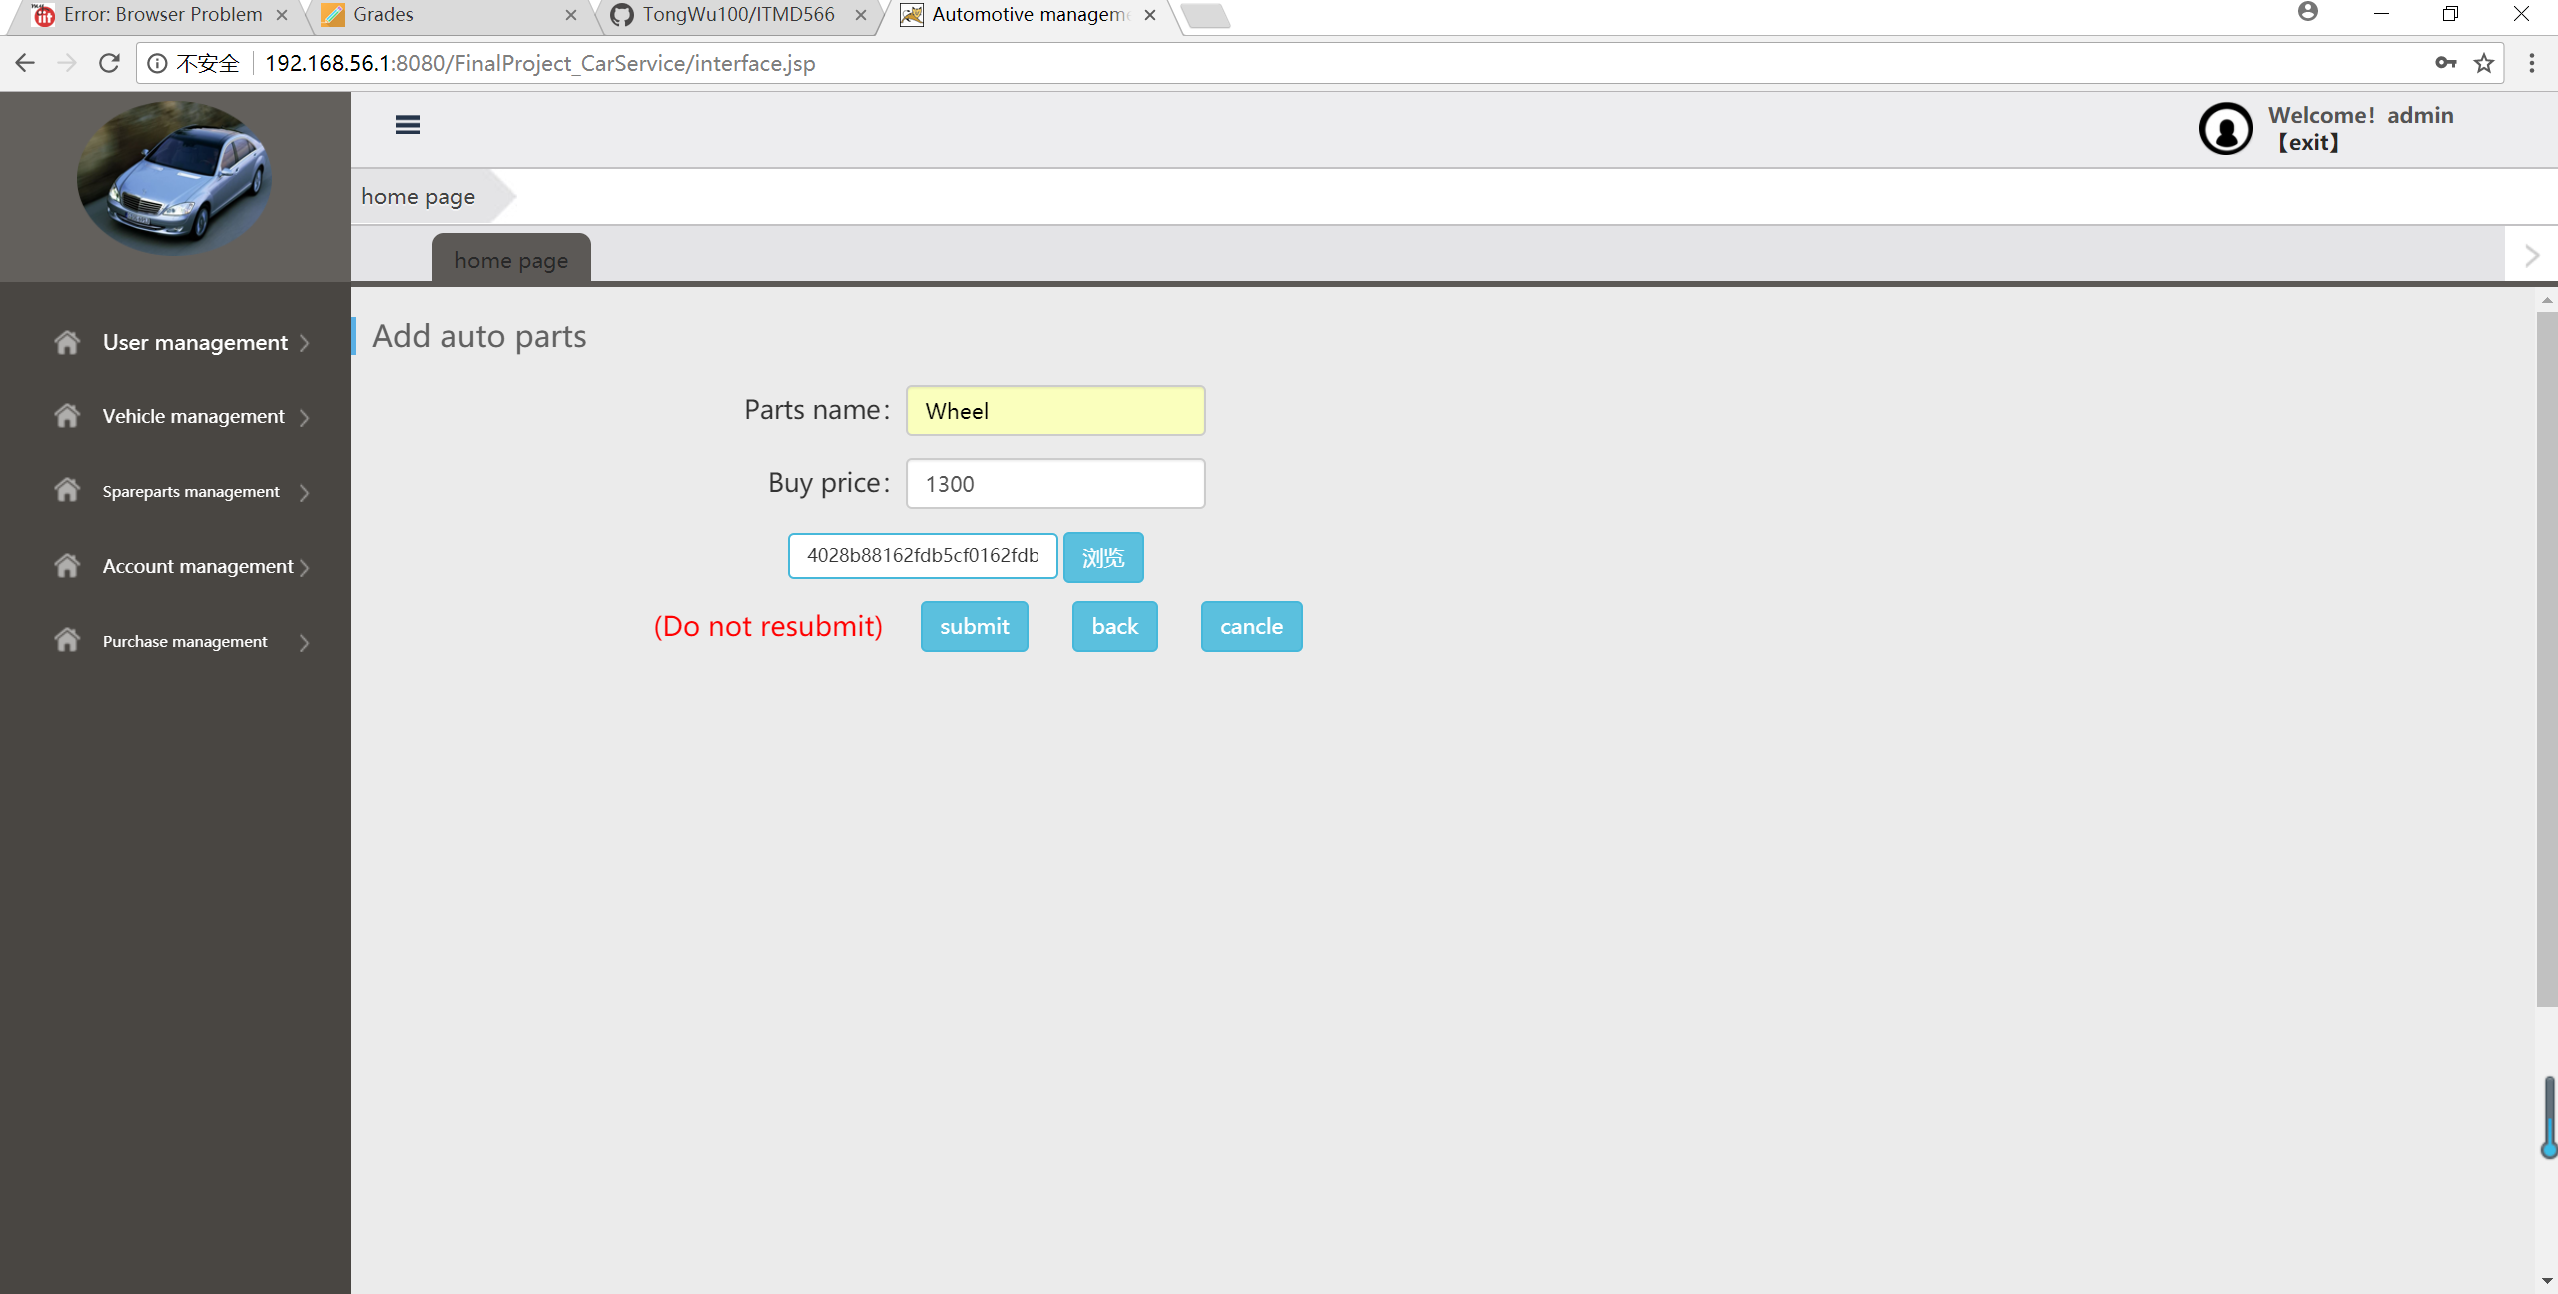 Error: Browser Problem
Grades
TongWu100/ITMD566
Automotive managem
不安全
192.168.56.1:8080/FinalProject_CarService/interface.jsp
Welcome! admin
【exit】
home page
home page
User management
Vehicle management
Spareparts management
Account management
Purchase management
Add auto parts
Parts name:
Wheel
Buy price:
1300
4028b88162fdb5cf0162fdb
浏览
(Do not resubmit)
submit
back
cancle